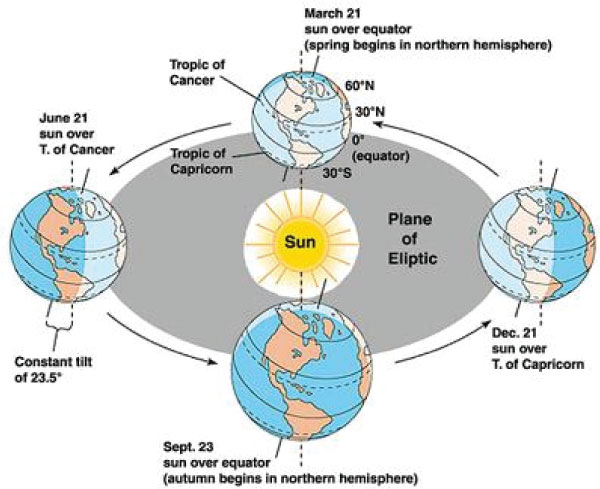 March 21
sun over equator
(spring begins in northern hemisphere)
Tropic of
Cancer
60°N
30°N
0°
(equator)
30°S
Tropic of
Capricorn
June 21
sun over
T. of Cancer
Sun
Plane
of
Eliptic
Constant tilt
of 23.5°
Dec. 21
sun over
T. of Capricorn
Sept. 23
sun over equator
(autumn begins in northern hemisphere)